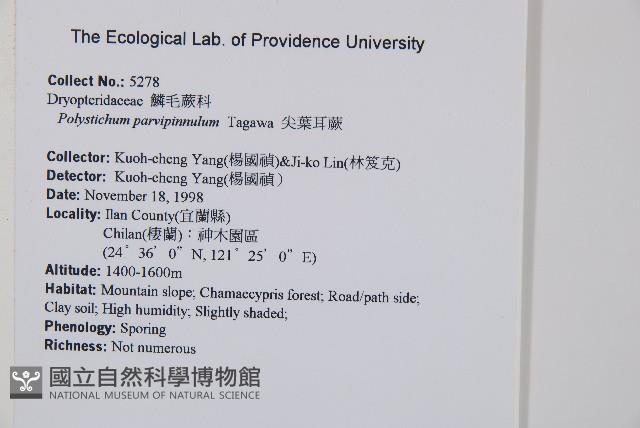 The Ecological Lab. of Providence University
Collect No.: 5278
Dryopteridaceae 鱗毛蕨科
Polystichum parvipinnulum Tagawa 尖葉耳蕨
Collector: Kuoh-cheng Yang(楊國禎)&Ji-ko Lin(林笈克)
Detector: Kuoh-cheng Yang(楊國禎)
Date: November 18, 1998
Locality: Ilan County(宜蘭縣)
Chilan(棲蘭)：神木園區
(24° 36′ 0″ N, 121° 25′ 0″ E)
Altitude: 1400-1600m
Habitat: Mountain slope; Chamaecypris forest; Road/path side;
Clay soil; High humidity; Slightly shaded;
Phenology: Sporing
Richness: Not numerous
國立自然科學博物館
NATIONAL MUSEUM OF NATURAL SCIENCE